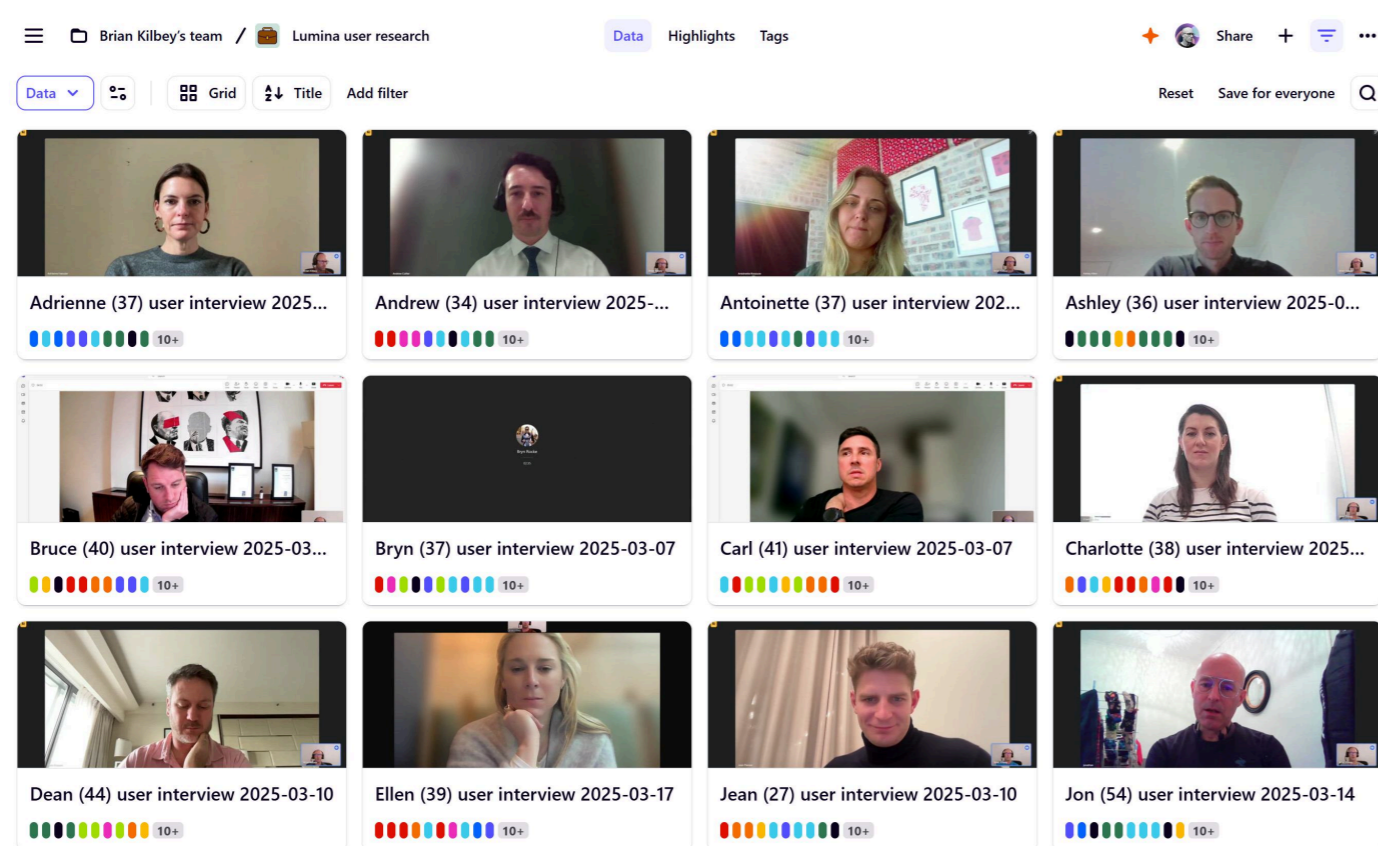 Brian Kilbey's team / Lumina user research
Data Highlights Tags
Share
Data Grid Title Add filter
Reset Save for everyone
Adrienne (37) user interview 2025...
10+
Andrew (34) user interview 2025-...
10+
Antoinette (37) user interview 202...
10+
Ashley (36) user interview 2025-0...
10+
Bruce (40) user interview 2025-03...
10+
Bryn (37) user interview 2025-03-07
10+
Carl (41) user interview 2025-03-07
10+
Charlotte (38) user interview 2025...
10+
Dean (44) user interview 2025-03-10
10+
Ellen (39) user interview 2025-03-17
10+
Jean (27) user interview 2025-03-10
10+
Jon (54) user interview 2025-03-14
10+